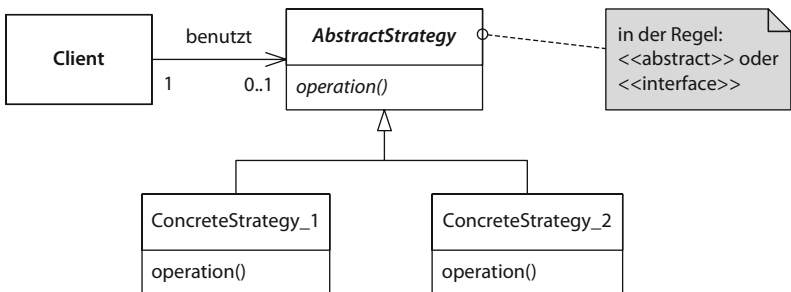 Client
benutzt
1
0..1
AbstractStrategy
operation()
in der Regel:
<<abstract>> oder
<<interface>>
ConcreteStrategy_1
operation()
ConcreteStrategy_2
operation()